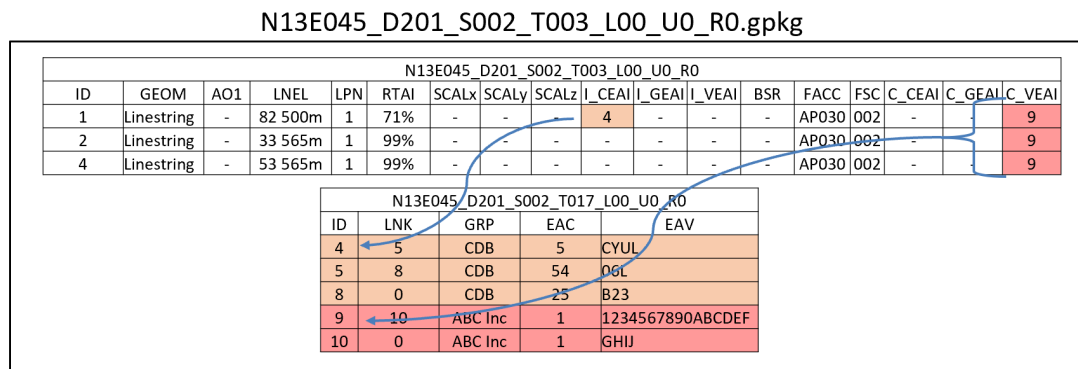 N13E045_D201_S002_T003_L00_U0_R0.gpkg
N13E045_D201_S002_T003_L00_U0_R0
ID GEOM AO1 LNEL LPN RTAI SCALx SCALy SCALz I_CEAI I_GEAI I_VEAI BSR FACC FSC C_CEAI C_GEAI C_VEAI
1 Linestring - 82 500m 1 71% - - - 4 - - - AP030 002 - - 9
2 Linestring - 33 565m 1 99% - - - - - - - AP030 002 - - 9
4 Linestring - 53 565m 1 99% - - - - - - - AP030 002 - - 9
N13E045_D201_S002_T017_L00_U0_R0
ID LNK GRP EAC EAV
4 5 CDB 5 CYUL
5 8 CDB 54 06L
8 0 CDB 25 B23
9 10 ABC Inc 1 1234567890ABCDEF
10 0 ABC Inc 1 GHIJ